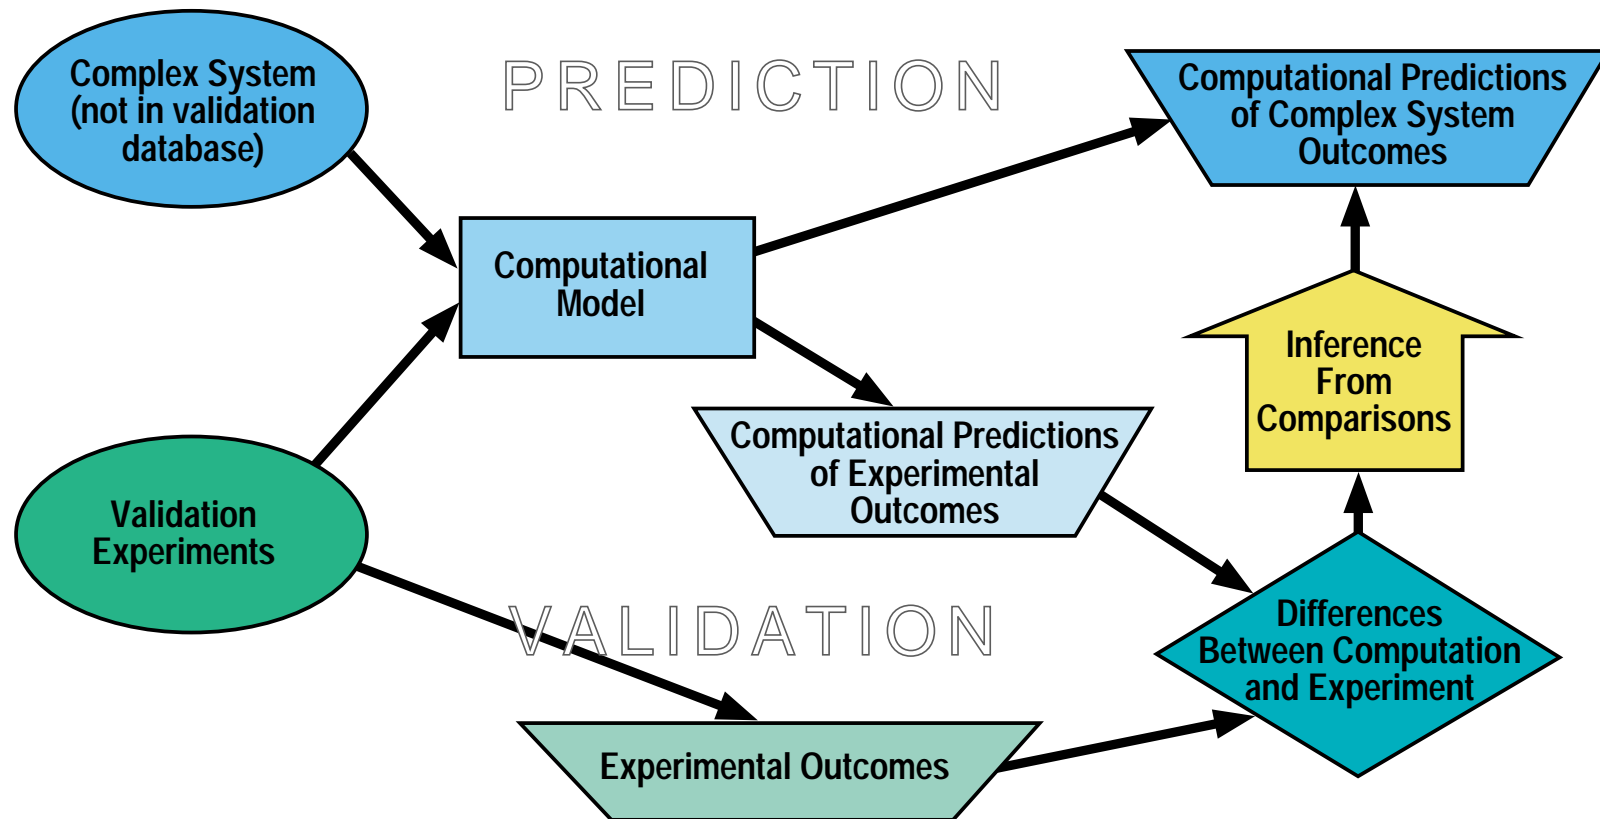 Complex System
(not in validation
database)
PREDICTION
Computational Predictions
of Complex System
Outcomes
Computational
Model
Inference
From
Comparisons
Computational Predictions
of Experimental
Outcomes
Validation
Experiments
VALIDATION
Differences
Between Computation
and Experiment
Experimental Outcomes